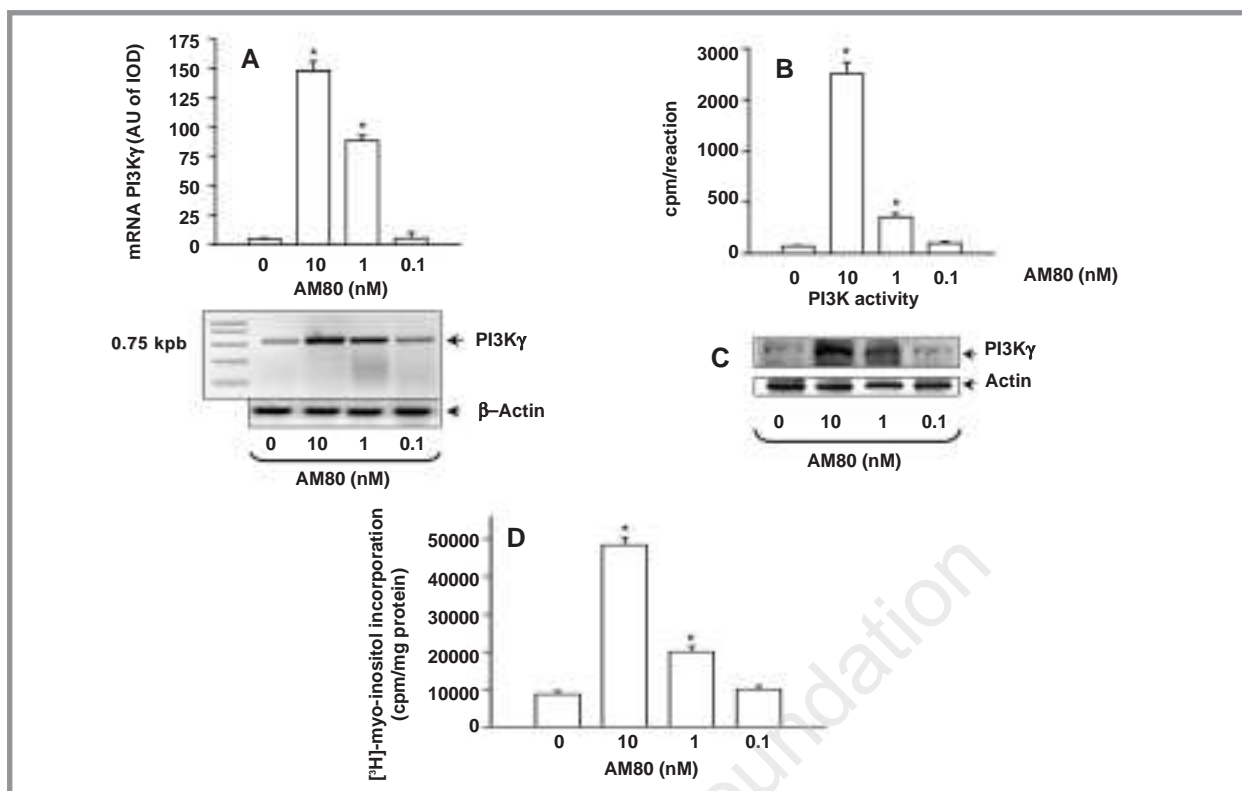 A
mRNA PI3Kγ (AU of IOD)
175
150
125
100
75
50
25
0
*
*
0 10 1 0.1
AM80 (nM)
0.75 kpb
PI3Kγ
β–Actin
0 10 1 0.1
AM80 (nM)
B
cpm/reaction
3000
2000
1000
500
0
*
*
0 10 1 0.1 AM80 (nM)
PI3K activity
C
PI3Kγ
Actin
0 10 1 0.1
AM80 (nM)
D
[³H]-myo-inositol incorporation
(cpm/mg protein)
50000
40000
30000
20000
10000
0
*
*
0 10 1 0.1
AM80 (nM)
oundation